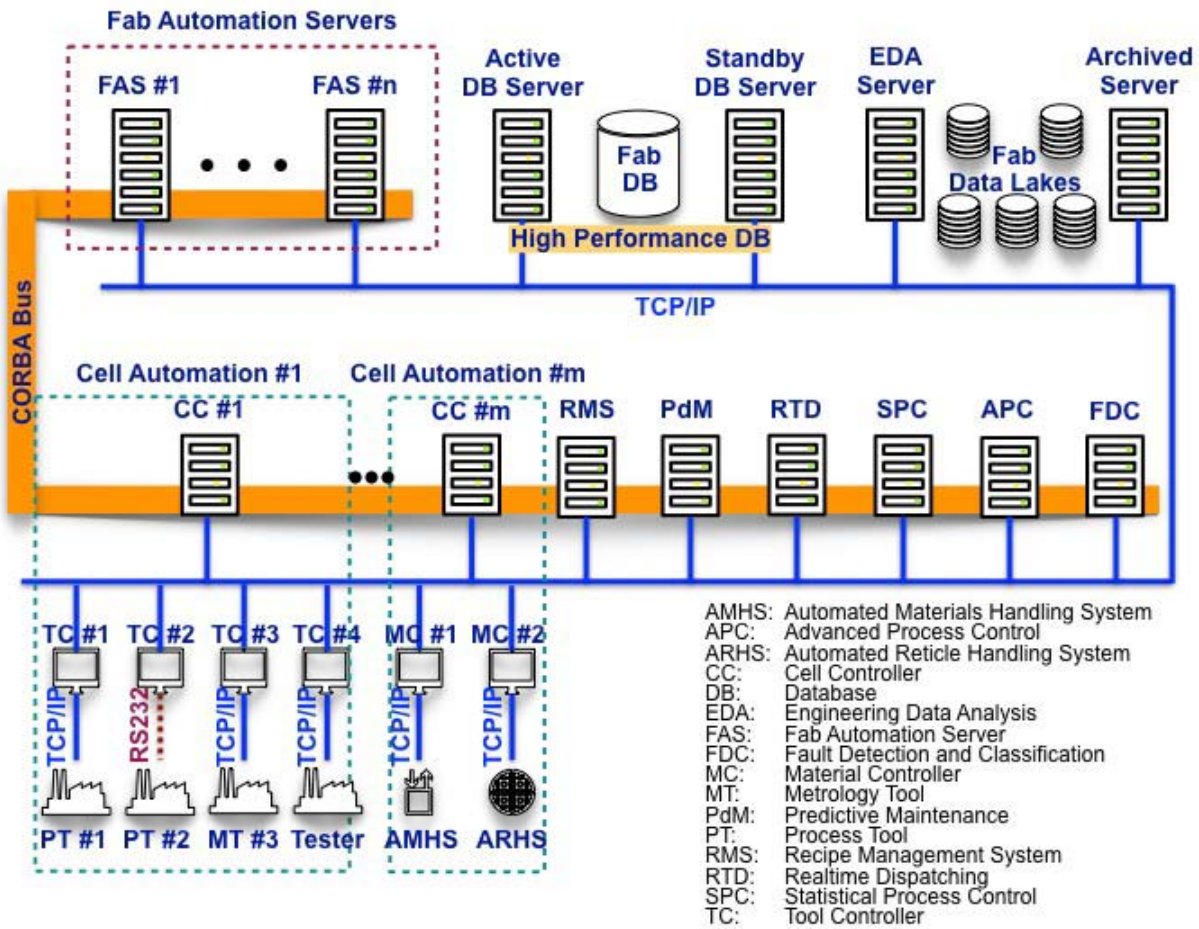 Fab Automation Servers
FAS #1
FAS #n
Active
DB Server
Standby
DB Server
EDA
Server
Archived
Server
Fab
DB
Fab
Data Lakes
High Performance DB
TCP/IP
CORBA Bus
Cell Automation #1
Cell Automation #m
CC #1
CC #m
RMS
PdM
RTD
SPC
APC
FDC
TC #1
TC #2
TC #3
TC #4
MC #1
MC #2
TCP/IP
RS232
TCP/IP
TCP/IP
TCP/IP
TCP/IP
PT #1
PT #2
MT #3
Tester
AMHS
ARHS
AMHS: Automated Materials Handling System
APC: Advanced Process Control
ARHS: Automated Reticle Handling System
CC: Cell Controller
DB: Database
EDA: Engineering Data Analysis
FAS: Fab Automation Server
FDC: Fault Detection and Classification
MC: Material Controller
MT: Metrology Tool
PdM: Predictive Maintenance
PT: Process Tool
RMS: Recipe Management System
RTD: Realtime Dispatching
SPC: Statistical Process Control
TC: Tool Controller